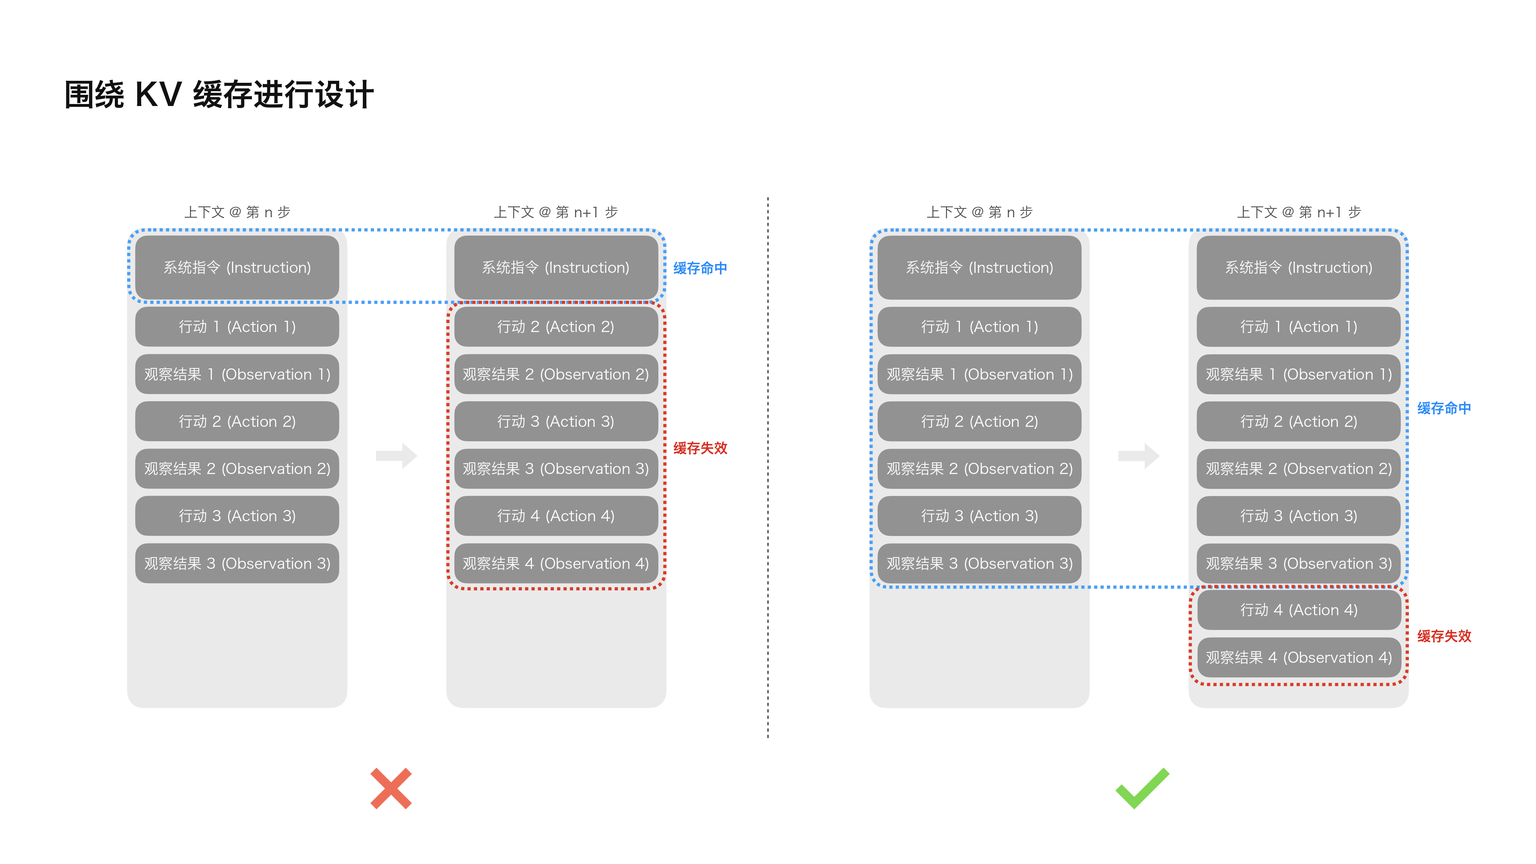 围绕 KV 缓存进行设计
上下文 @ 第 n 步
系统指令 (Instruction)
行动 1 (Action 1)
观察结果 1 (Observation 1)
行动 2 (Action 2)
观察结果 2 (Observation 2)
行动 3 (Action 3)
观察结果 3 (Observation 3)
上下文 @ 第 n+1 步
系统指令 (Instruction)
行动 2 (Action 2)
观察结果 2 (Observation 2)
行动 3 (Action 3)
观察结果 3 (Observation 3)
行动 4 (Action 4)
观察结果 4 (Observation 4)
缓存命中
缓存失效
上下文 @ 第 n 步
系统指令 (Instruction)
行动 1 (Action 1)
观察结果 1 (Observation 1)
行动 2 (Action 2)
观察结果 2 (Observation 2)
行动 3 (Action 3)
观察结果 3 (Observation 3)
上下文 @ 第 n+1 步
系统指令 (Instruction)
行动 1 (Action 1)
观察结果 1 (Observation 1)
行动 2 (Action 2)
观察结果 2 (Observation 2)
行动 3 (Action 3)
观察结果 3 (Observation 3)
行动 4 (Action 4)
观察结果 4 (Observation 4)
缓存命中
缓存失效